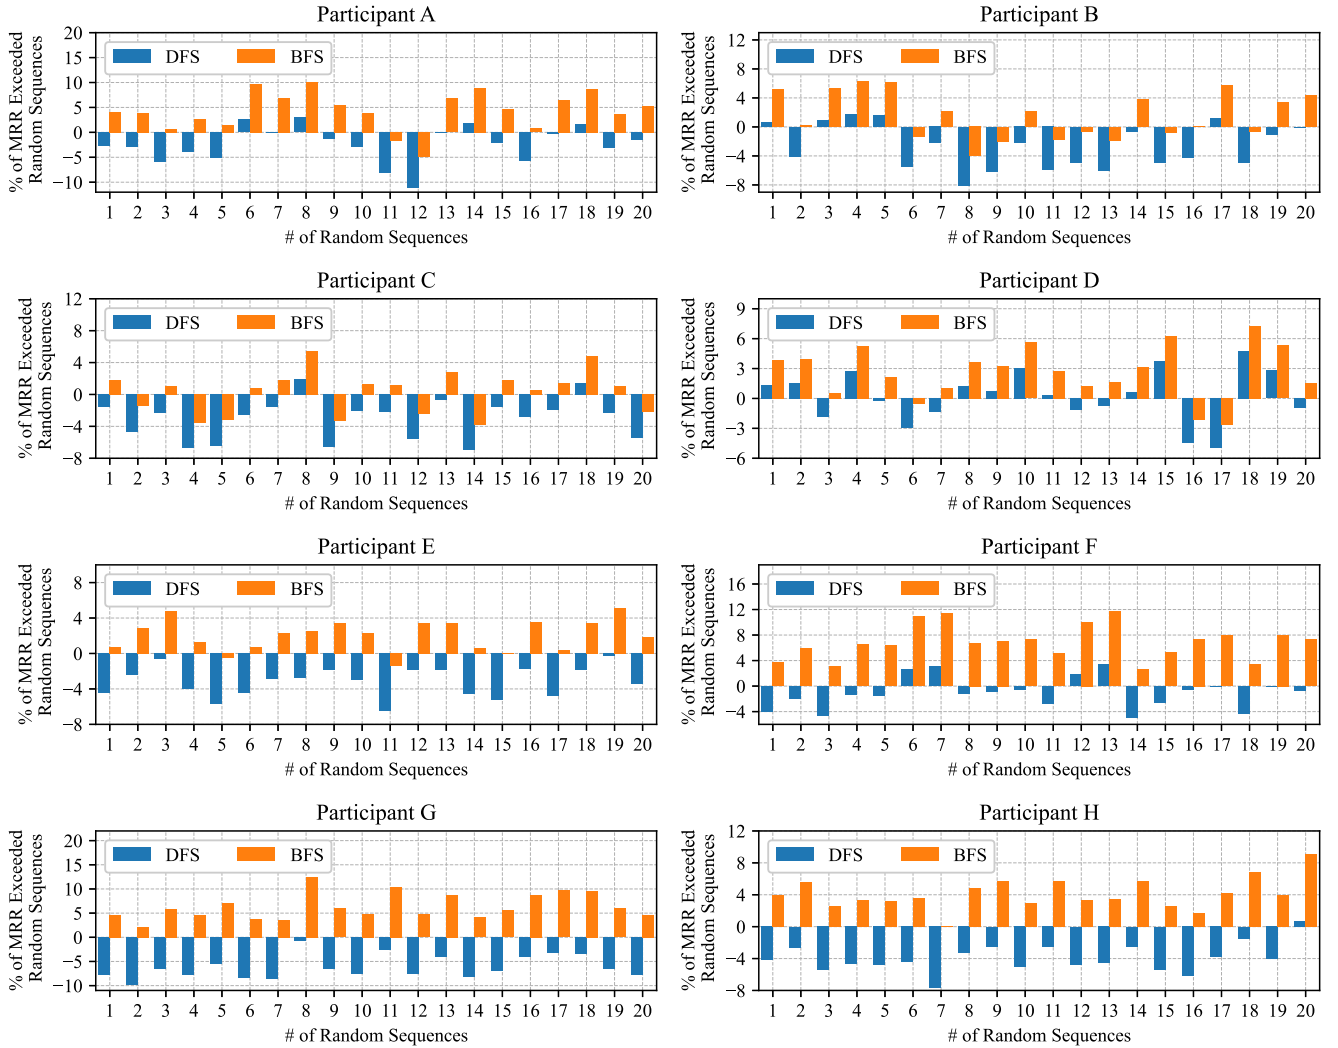 Participant A
% of MRR Exceeded
Random Sequences
20
15
10
5
0
−5
−10
DFS BFS
1 2 3 4 5 6 7 8 9 10 11 12 13 14 15 16 17 18 19 20
# of Random Sequences
Participant B
% of MRR Exceeded
Random Sequences
12
8
4
0
−4
−8
DFS BFS
1 2 3 4 5 6 7 8 9 10 11 12 13 14 15 16 17 18 19 20
# of Random Sequences
Participant C
% of MRR Exceeded
Random Sequences
12
8
4
0
−4
−8
DFS BFS
1 2 3 4 5 6 7 8 9 10 11 12 13 14 15 16 17 18 19 20
# of Random Sequences
Participant D
% of MRR Exceeded
Random Sequences
9
6
3
0
−3
−6
DFS BFS
1 2 3 4 5 6 7 8 9 10 11 12 13 14 15 16 17 18 19 20
# of Random Sequences
Participant E
% of MRR Exceeded
Random Sequences
8
4
0
−4
−8
DFS BFS
1 2 3 4 5 6 7 8 9 10 11 12 13 14 15 16 17 18 19 20
# of Random Sequences
Participant F
% of MRR Exceeded
Random Sequences
16
12
8
4
0
−4
DFS BFS
1 2 3 4 5 6 7 8 9 10 11 12 13 14 15 16 17 18 19 20
# of Random Sequences
Participant G
% of MRR Exceeded
Random Sequences
20
15
10
5
0
−5
−10
DFS BFS
1 2 3 4 5 6 7 8 9 10 11 12 13 14 15 16 17 18 19 20
# of Random Sequences
Participant H
% of MRR Exceeded
Random Sequences
12
8
4
0
−4
−8
DFS BFS
1 2 3 4 5 6 7 8 9 10 11 12 13 14 15 16 17 18 19 20
# of Random Sequences